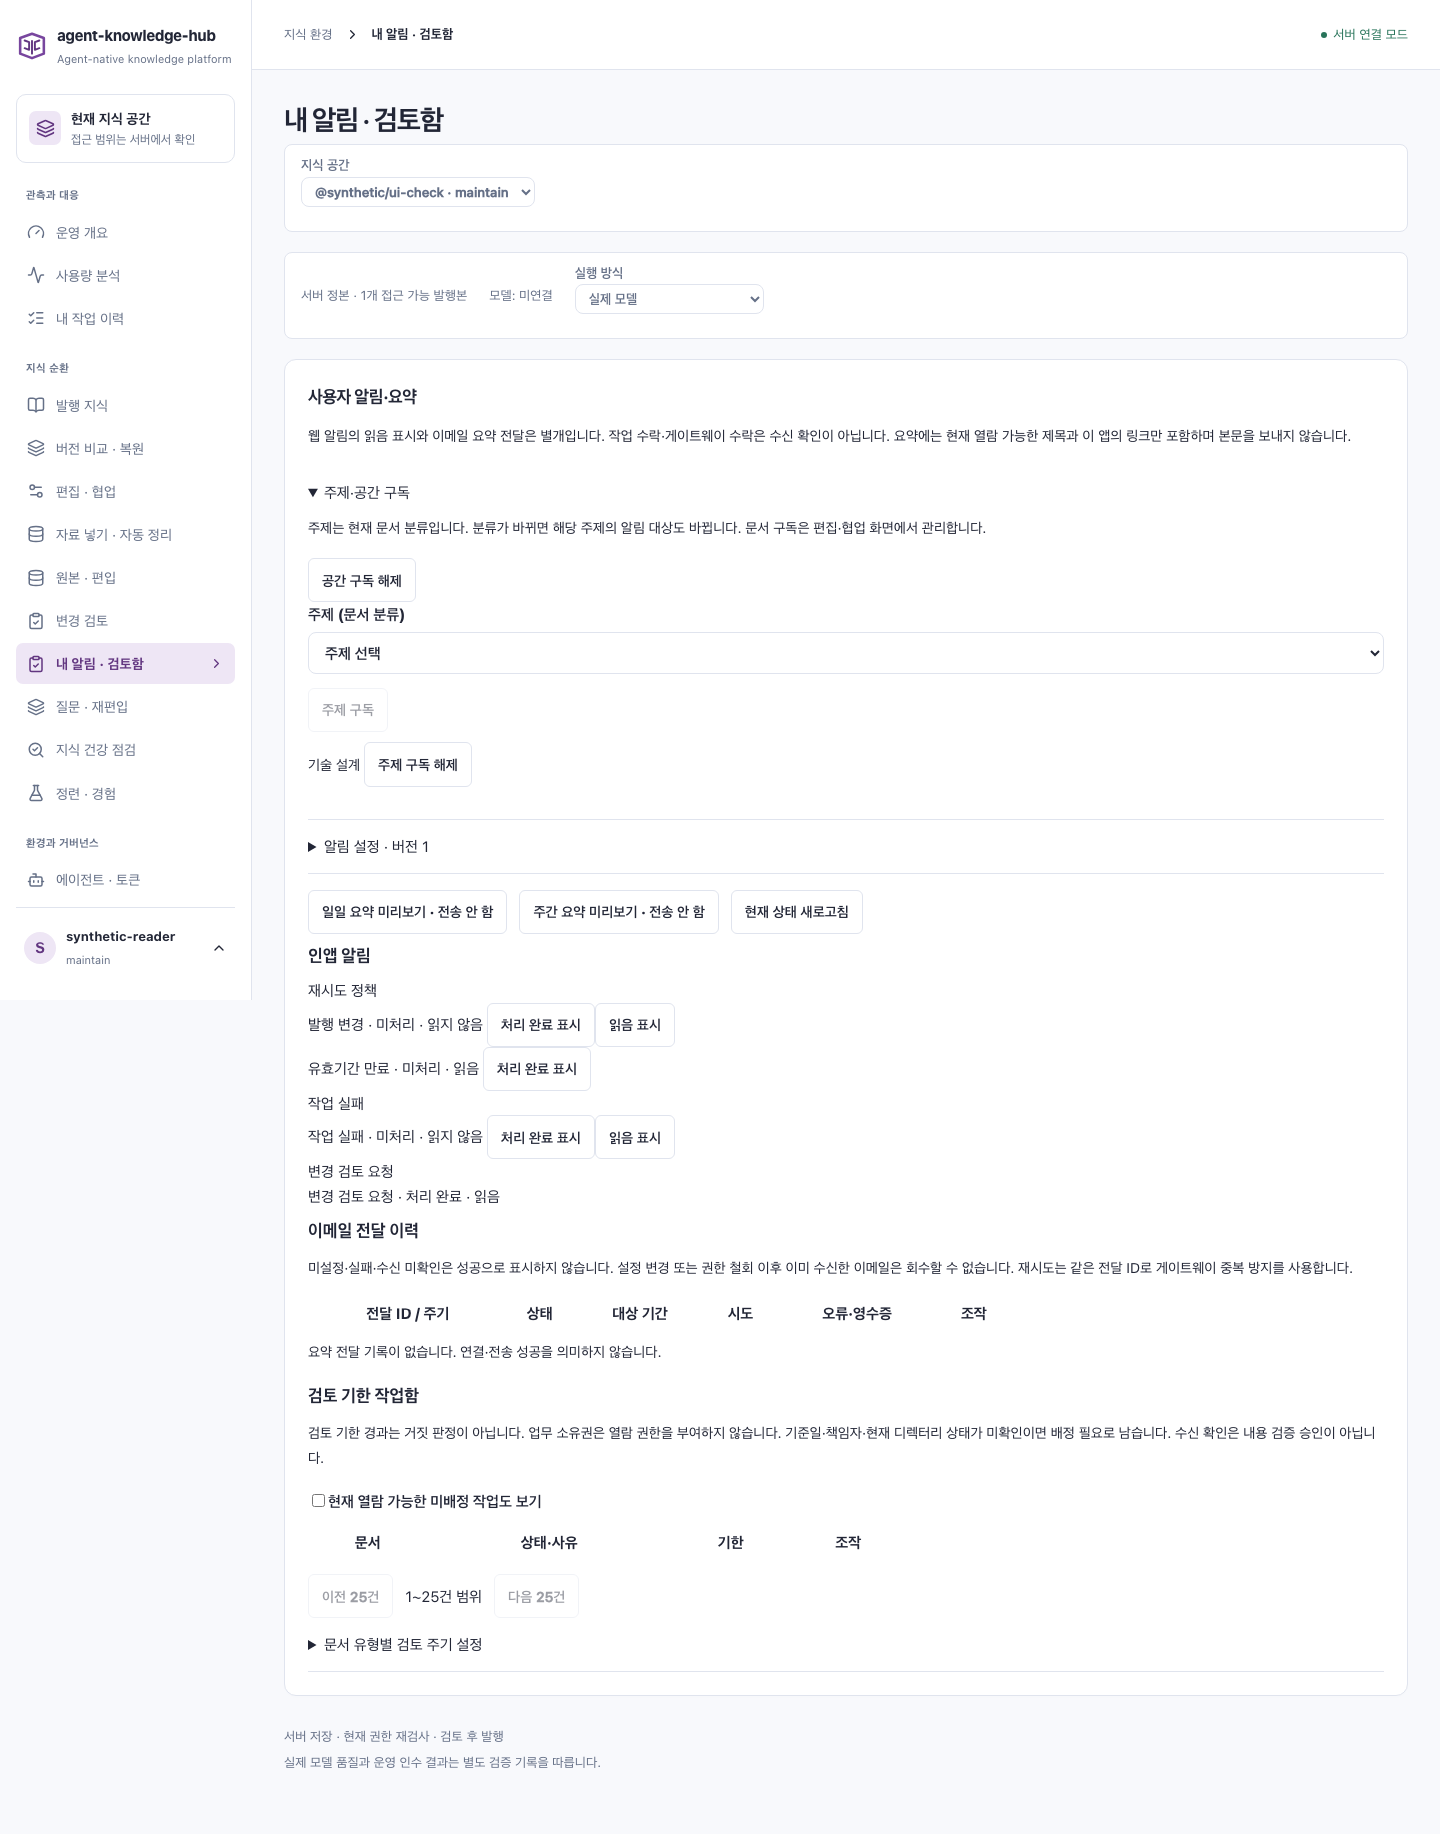 agent-knowledge-hub
Agent-native knowledge platform
현재 지식 공간
접근 범위는 서버에서 확인
관측과 대응
운영 개요
사용량 분석
내 작업 이력
지식 순환
발행 지식
버전 비교 · 복원
편집 · 협업
자료 넣기 · 자동 정리
원본 · 편입
변경 검토
내 알림 · 검토함
질문 · 재편입
지식 건강 점검
정련 · 경험
환경과 거버넌스
에이전트 · 토큰
S
synthetic-reader
maintain
지식 환경
내 알림 · 검토함
서버 연결 모드
내 알림 · 검토함
지식 공간
@synthetic/ui-check · maintain
서버 정본 · 1개 접근 가능 발행본
모델: 미연결
실행 방식
실제 모델
사용자 알림·요약
웹 알림의 읽음 표시와 이메일 요약 전달은 별개입니다. 작업 수락·게이트웨이 수락은 수신 확인이 아닙니다. 요약에는 현재 열람 가능한 제목과 이 앱의 링크만 포함하며 본문을 보내지 않습니다.
주제·공간 구독
주제는 현재 문서 분류입니다. 분류가 바뀌면 해당 주제의 알림 대상도 바뀝니다. 문서 구독은 편집·협업 화면에서 관리합니다.
공간 구독 해제
주제 (문서 분류)
주제 선택
주제 구독
기술 설계 주제 구독 해제
알림 설정 · 버전 1
일일 요약 미리보기 · 전송 안 함 주간 요약 미리보기 · 전송 안 함 현재 상태 새로고침
인앱 알림
재시도 정책
발행 변경 · 미처리 · 읽지 않음 처리 완료 표시 읽음 표시
유효기간 만료 · 미처리 · 읽음 처리 완료 표시
작업 실패
작업 실패 · 미처리 · 읽지 않음 처리 완료 표시 읽음 표시
변경 검토 요청
변경 검토 요청 · 처리 완료 · 읽음
이메일 전달 이력
미설정·실패·수신 미확인은 성공으로 표시하지 않습니다. 설정 변경 또는 권한 철회 이후 이미 수신한 이메일은 회수할 수 없습니다. 재시도는 같은 전달 ID로 게이트웨이 중복 방지를 사용합니다.
전달 ID / 주기 상태 대상 기간 시도 오류·영수증 조작
요약 전달 기록이 없습니다. 연결·전송 성공을 의미하지 않습니다.
검토 기한 작업함
검토 기한 경과는 거짓 판정이 아닙니다. 업무 소유권은 열람 권한을 부여하지 않습니다. 기준일·책임자·현재 디렉터리 상태가 미확인이면 배정 필요로 남습니다. 수신 확인은 내용 검증 승인이 아닙니
다.
현재 열람 가능한 미배정 작업도 보기
문서 상태·사유 기한 조작
이전 25건 1~25건 범위 다음 25건
문서 유형별 검토 주기 설정
서버 저장 · 현재 권한 재검사 · 검토 후 발행
실제 모델 품질과 운영 인수 결과는 별도 검증 기록을 따릅니다.